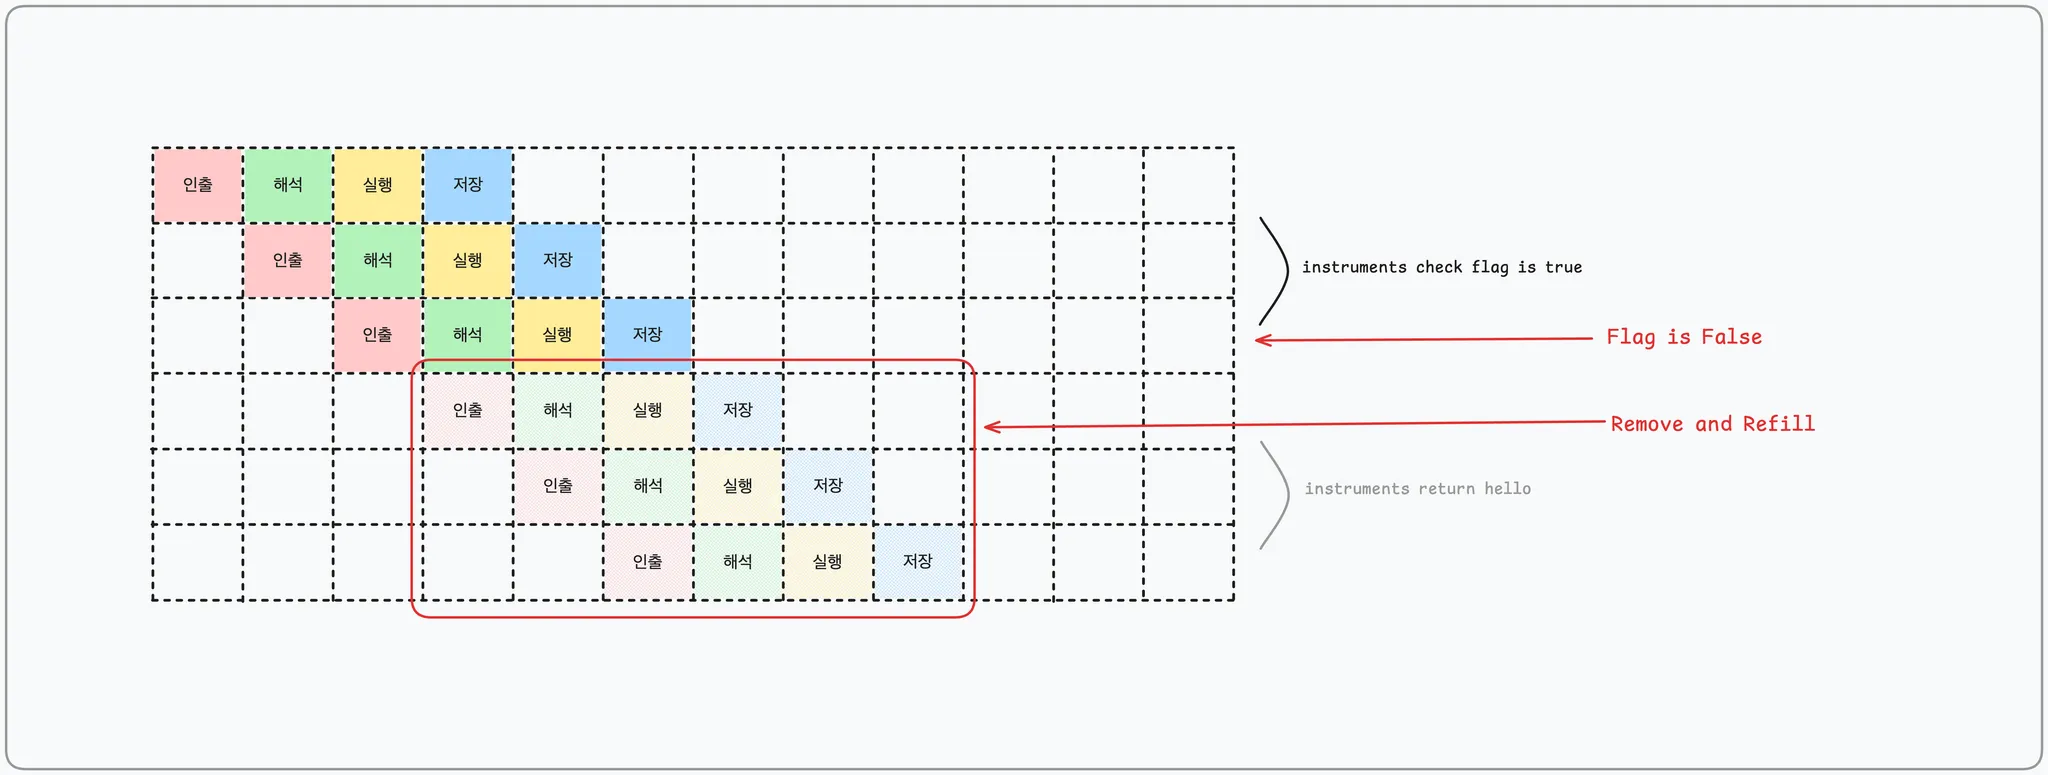 인출 해석 실행 저장
인출 해석 실행 저장
instruments check flag is true
인출 해석 실행 저장
Flag is False
인출 해석 실행 저장
Remove and Refill
인출 해석 실행 저장
instruments return hello
인출 해석 실행 저장